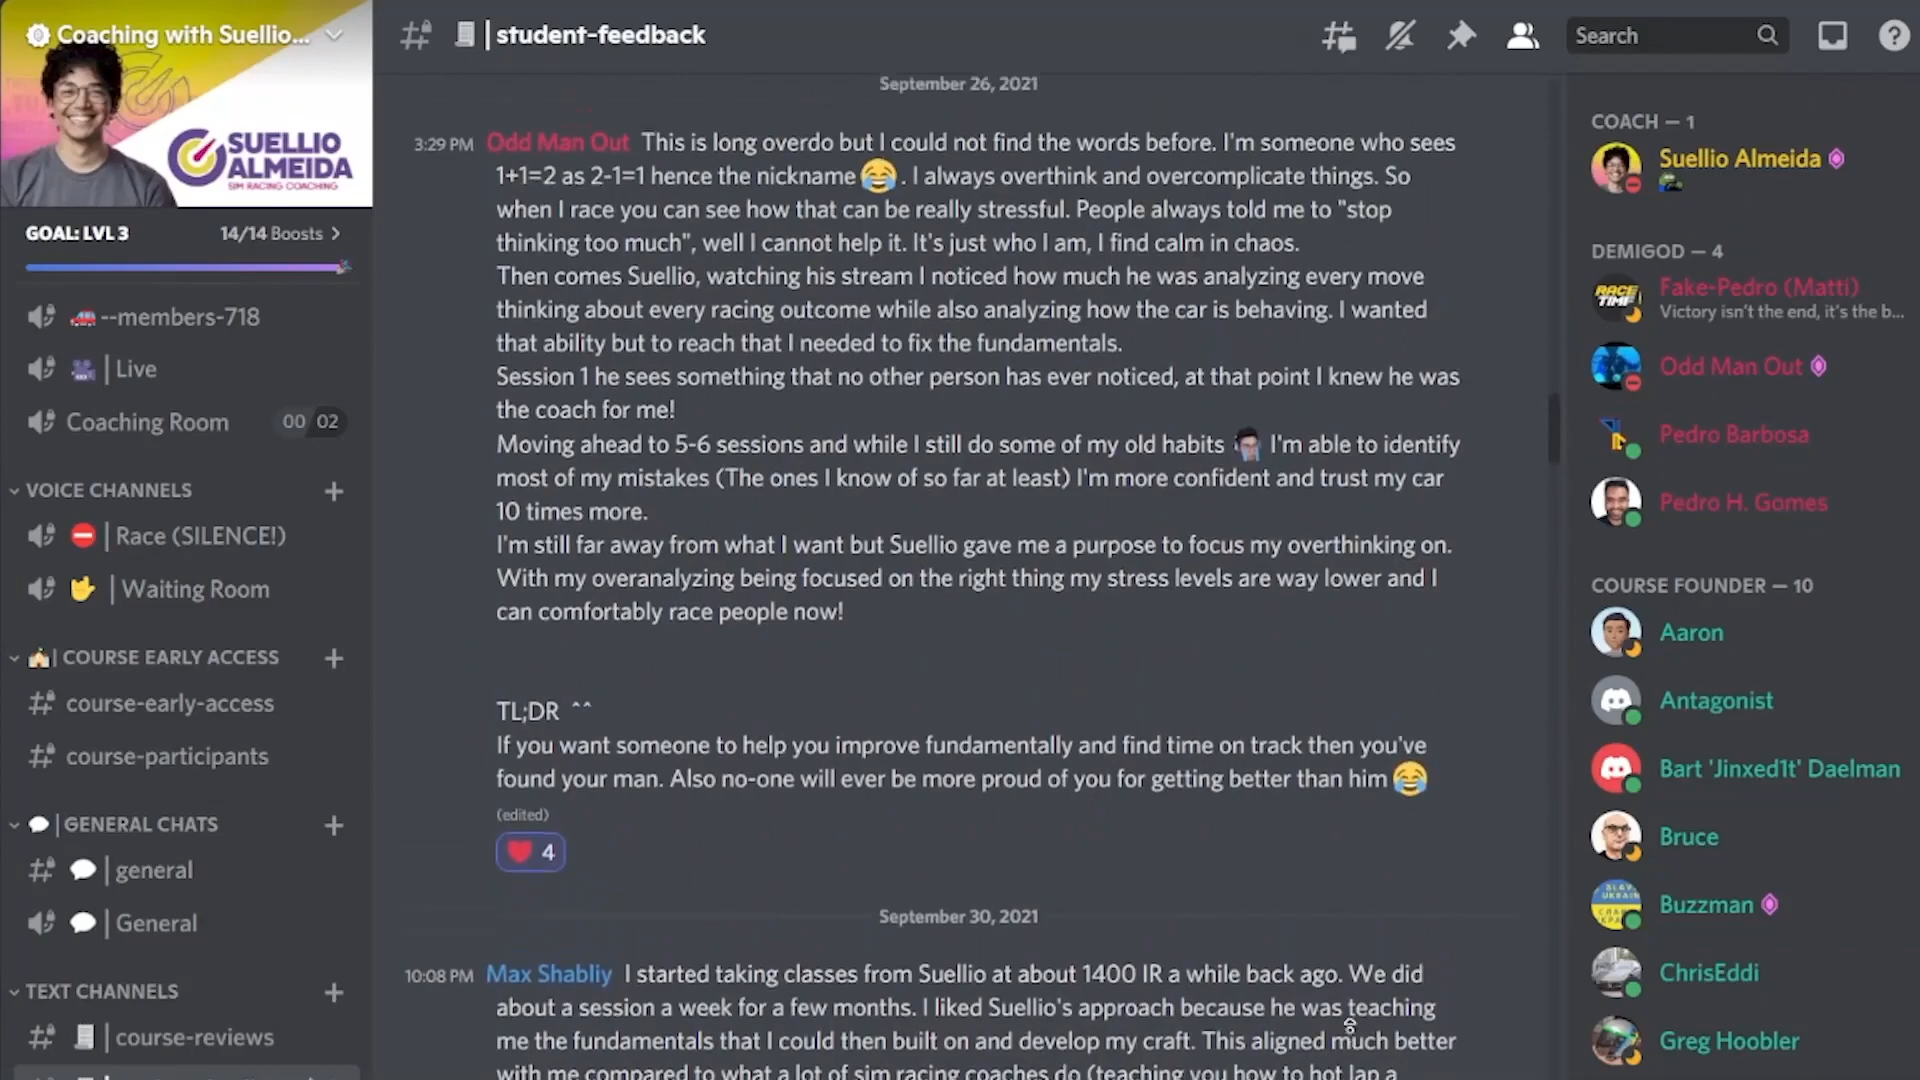 Coaching with Suellio...
SUELLIO
ALMEIDA
SIM RACING COACHING
GOAL: LVL 3
14/14 Boosts
--members-718
| Live
Coaching Room
00 02
VOICE CHANNELS
| Race (SILENCE!)
| Waiting Room
| COURSE EARLY ACCESS
course-early-access
course-participants
| GENERAL CHATS
| general
| General
TEXT CHANNELS
| course-reviews
| student-feedback
Search
September 26, 2021
3:29 PM Odd Man Out This is long overdo but I could not find the words before. I'm someone who sees
1+1=2 as 2-1=1 hence the nickname 😂 . I always overthink and overcomplicate things. So
when I race you can see how that can be really stressful. People always told me to "stop
thinking too much", well I cannot help it. It's just who I am, I find calm in chaos.
Then comes Suellio, watching his stream I noticed how much he was analyzing every move
thinking about every racing outcome while also analyzing how the car is behaving. I wanted
that ability but to reach that I needed to fix the fundamentals.
Session 1 he sees something that no other person has ever noticed, at that point I knew he was
the coach for me!
Moving ahead to 5-6 sessions and while I still do some of my old habits I'm able to identify
most of my mistakes (The ones I know of so far at least) I'm more confident and trust my car
10 times more.
I'm still far away from what I want but Suellio gave me a purpose to focus my overthinking on.
With my overanalyzing being focused on the right thing my stress levels are way lower and I
can comfortably race people now!
TL;DR ^^
If you want someone to help you improve fundamentally and find time on track then you've
found your man. Also no-one will ever be more proud of you for getting better than him 😂
(edited)
❤️ 4
September 30, 2021
10:08 PM Max Shabliy I started taking classes from Suellio at about 1400 IR a while back ago. We did
about a session a week for a few months. I liked Suellio's approach because he was teaching
me the fundamentals that I could then built on and develop my craft. This aligned much better
with me compared to what a lot of sim racing coaches do (teaching you how to hot lap a
COACH — 1
Suellio Almeida
DEMIGOD — 4
RACE
TIME
Fake-Pedro (Matti)
Victory isn't the end, it's the b...
Odd Man Out
Pedro Barbosa
Pedro H. Gomes
COURSE FOUNDER — 10
Aaron
Antagonist
Bart 'Jinxed1t' Daelman
Bruce
Buzzman
ChrisEddi
Greg Hoobler